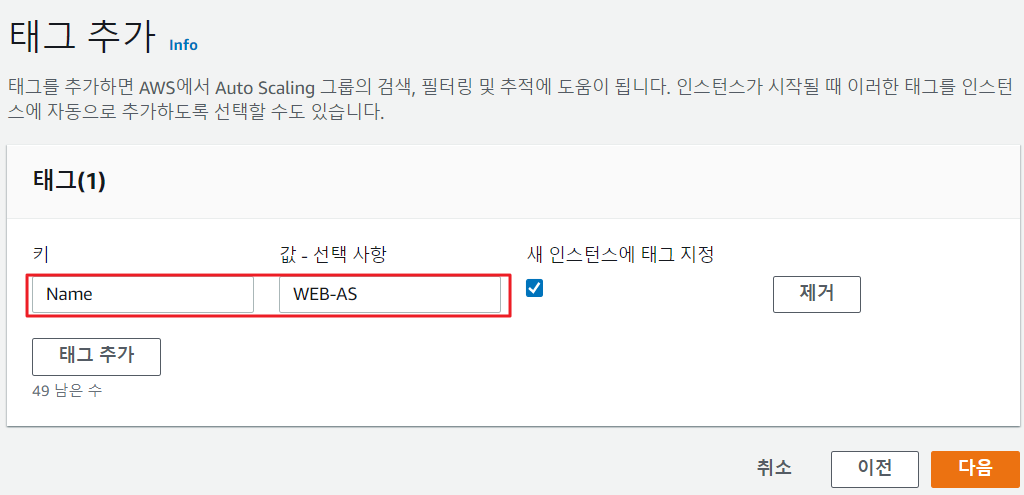 태그 추가 Info
태그를 추가하면 AWS에서 Auto Scaling 그룹의 검색, 필터링 및 추적에 도움이 됩니다. 인스턴스가 시작될 때 이러한 태그를 인스턴
스에 자동으로 추가하도록 선택할 수도 있습니다.
태그(1)
키 값 - 선택 사항 새 인스턴스에 태그 지정
Name WEB-AS 제거
태그 추가
49 남은 수
취소 이전 다음